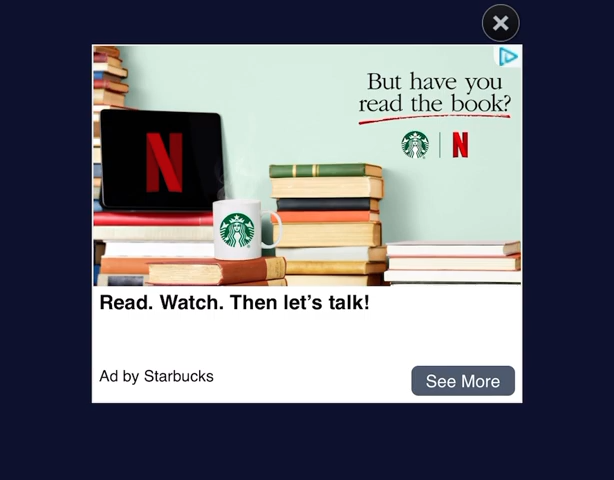 But have you
read the book?
N
N
Read. Watch. Then let's talk!
Ad by Starbucks
See More